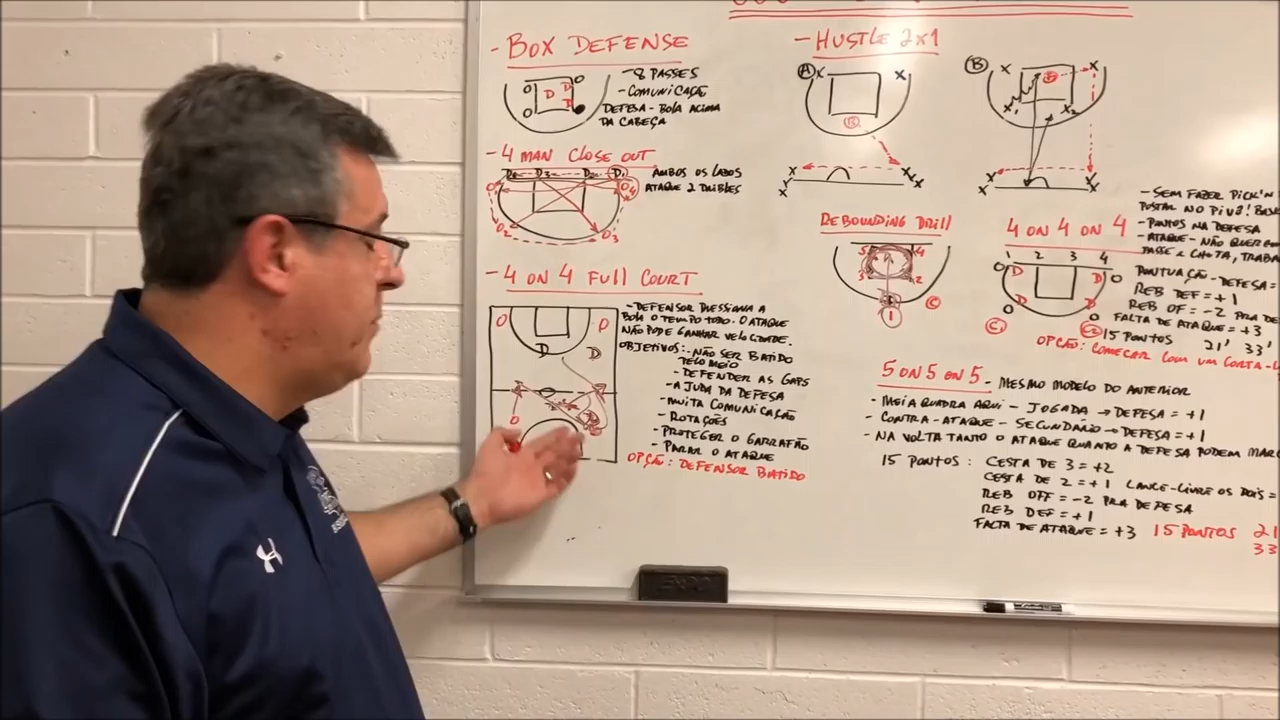 - BOX DEFENSE
- 8 PASSES
- COMUNICAÇÃO
DEFESA - BOLA ACIMA
DA CABEÇA
- 4 MAN CLOSE OUT
AMBOS OS LADOS
ATAQUE 2 DRIBLES
- 4 ON 4 FULL COURT
- DEFENSOR PRESSIONA A
BOLA O TEMPO TODO. O ATAQUE
NÃO PODE GANHAR VELOCIDADE.
OBJETIVOS: - NÃO SER BATIDO
PELO MEIO
- DEFENDER AS GAPS
- AJUDA DA DEFESA
- MUITA COMUNICAÇÃO
- ROTAÇÕES
- PROTEGER O GARRAFÃO
- PARAR O ATAQUE
OPÇÃO: DEFENSOR BATIDO
- HUSTLE 2x1
A
B
REBOUNDING DRILL
C
4 ON 4 ON 4
- SEM FAZER PICK'N
POSTAL NO PIVÔ!
- PONTOS NA DEFESA
- ATAQUE - NÃO QUER
PASSE E CHUTA,
PONTUAÇÃO - DEFESA =
REB DEF = +1
REB OF = -2 PRA DE
FALTA DE ATAQUE = +3
15 PONTOS 21' 33'
OPÇÃO: COMEÇAR COM UM CORTA-L
5 ON 5 ON 5 - MESMO MODELO DO ANTERIOR
- MEIA QUADRA AQUI - JOGADA → DEFESA = +1
- CONTRA-ATAQUE - SECUNDÁRIO → DEFESA = +1
- NA VOLTA TANTO O ATAQUE QUANTO A DEFESA PODEM MARC
15 PONTOS: CESTA DE 3 = +2
CESTA DE 2 = +1 LANCE-LIVRE OS DOIS =
REB OFF = -2 PRA DEFESA
REB DEF = +1
FALTA DE ATAQUE = +3 15 PONTOS 21
33
EXPO